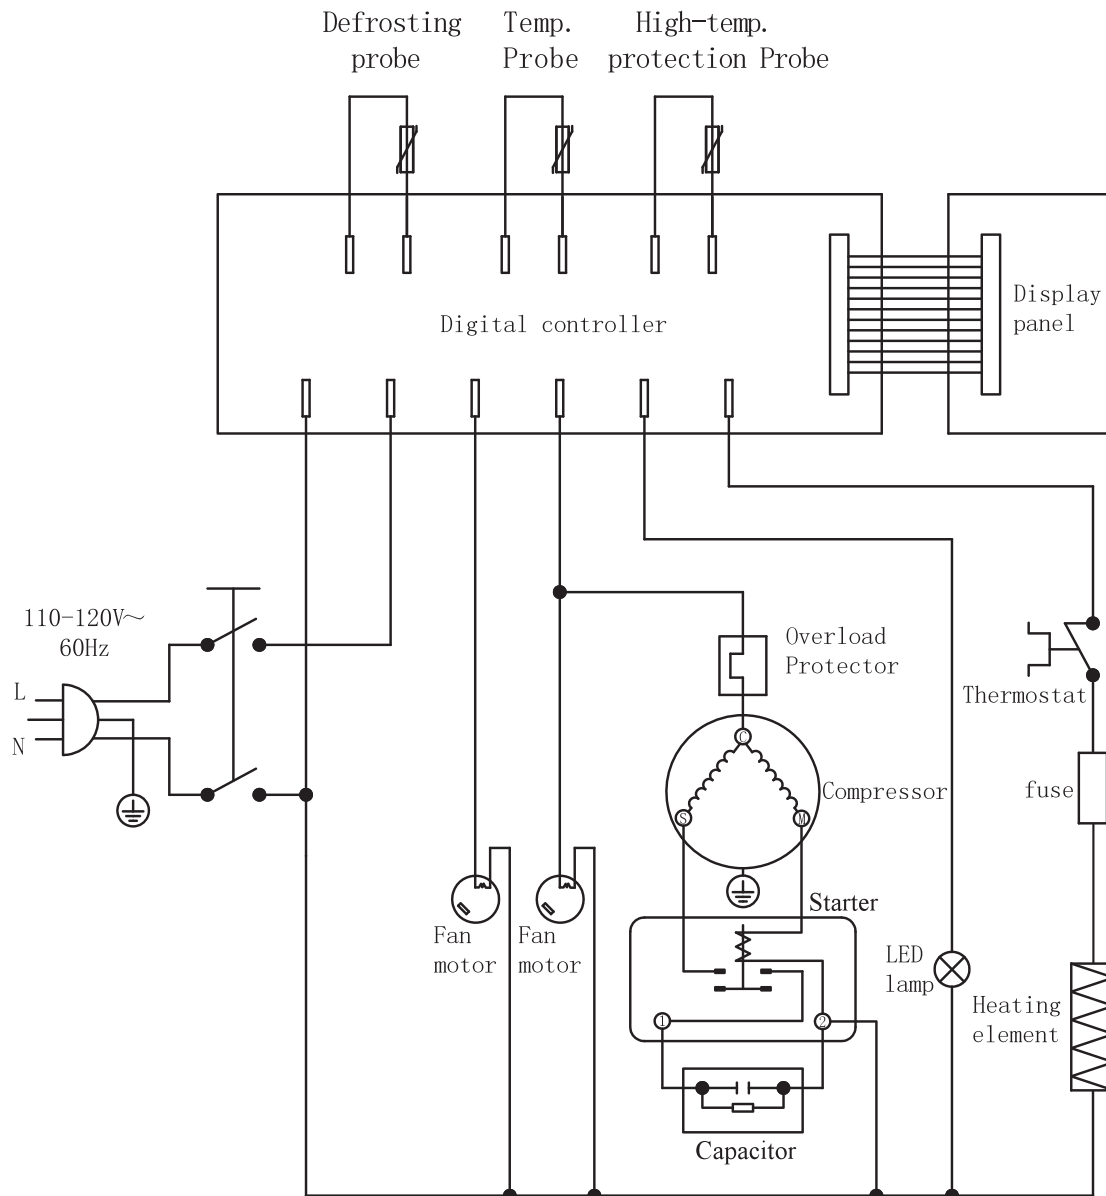 Defrosting
probe
Temp.
Probe
High-temp.
protection Probe
Digital controller
Display
panel
110-120V~
60Hz
L
N
Overload
Protector
Thermostat
C
S
M
Compressor
fuse
Starter
Fan
motor
Fan
motor
LED
lamp
Heating
element
1
2
Capacitor